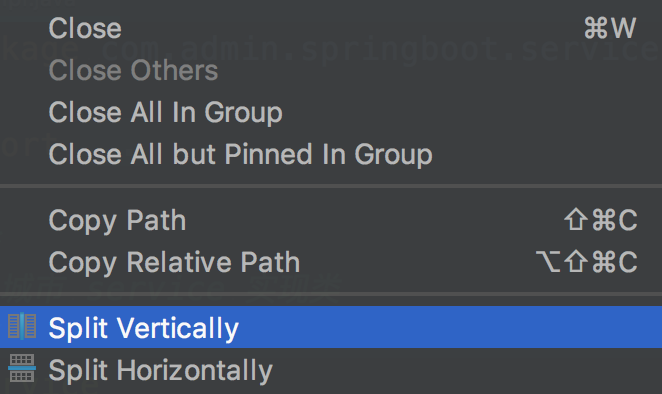 Close ⌘W
Close Others
Close All In Group
Close All but Pinned In Group
Copy Path ⇧⌘C
Copy Relative Path ⌥⇧⌘C
Split Vertically
Split Horizontally